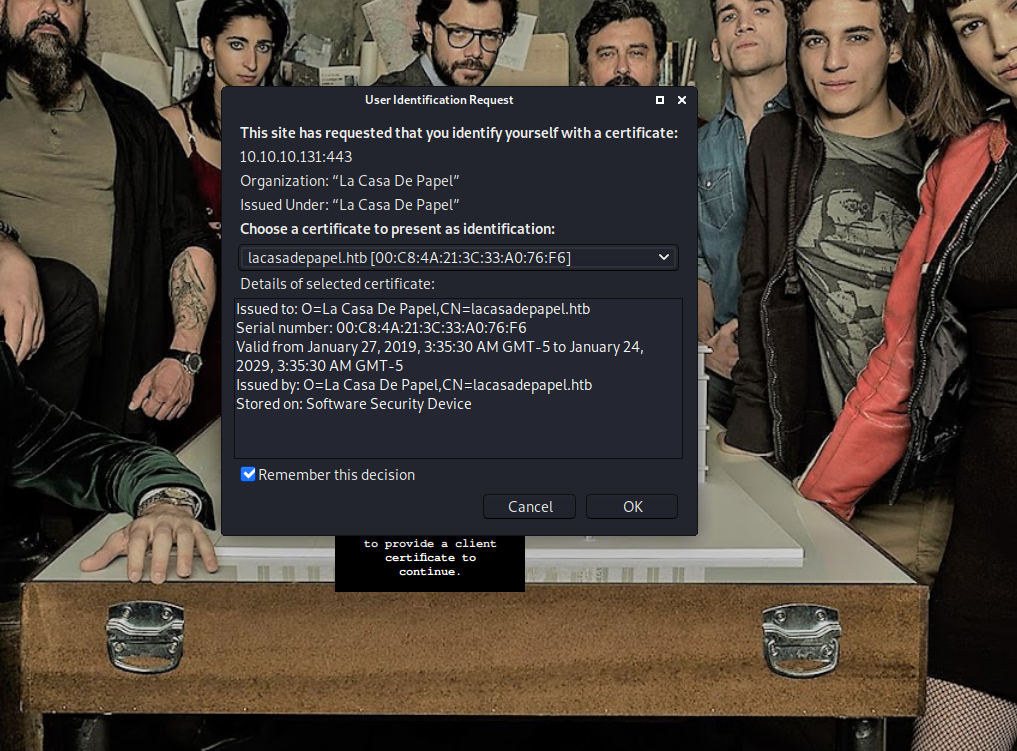 User Identification Request
This site has requested that you identify yourself with a certificate:
10.10.10.131:443
Organization: “La Casa De Papel”
Issued Under: “La Casa De Papel”
Choose a certificate to present as identification:
lacasadepapel.htb [00:C8:4A:21:3C:33:A0:76:F6]
Details of selected certificate:
Issued to: O=La Casa De Papel,CN=lacasadepapel.htb
Serial number: 00:C8:4A:21:3C:33:A0:76:F6
Valid from January 27, 2019, 3:35:30 AM GMT-5 to January 24,
2029, 3:35:30 AM GMT-5
Issued by: O=La Casa De Papel,CN=lacasadepapel.htb
Stored on: Software Security Device
Remember this decision
Cancel OK
to provide a client
certificate to
continue.